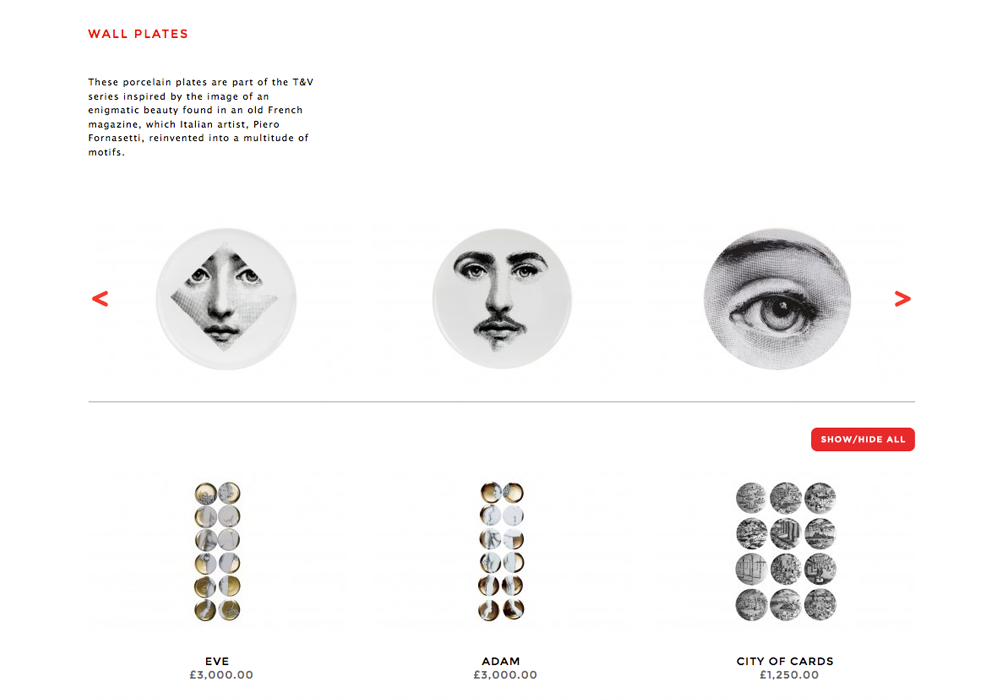 WALL PLATES
These porcelain plates are part of the T&V
series inspired by the image of an
enigmatic beauty found in an old French
magazine, which Italian artist, Piero
Fornasetti, reinvented into a multitude of
motifs.
< >
SHOW/HIDE ALL
EVE ADAM CITY OF CARDS
£3,000.00 £3,000.00 £1,250.00